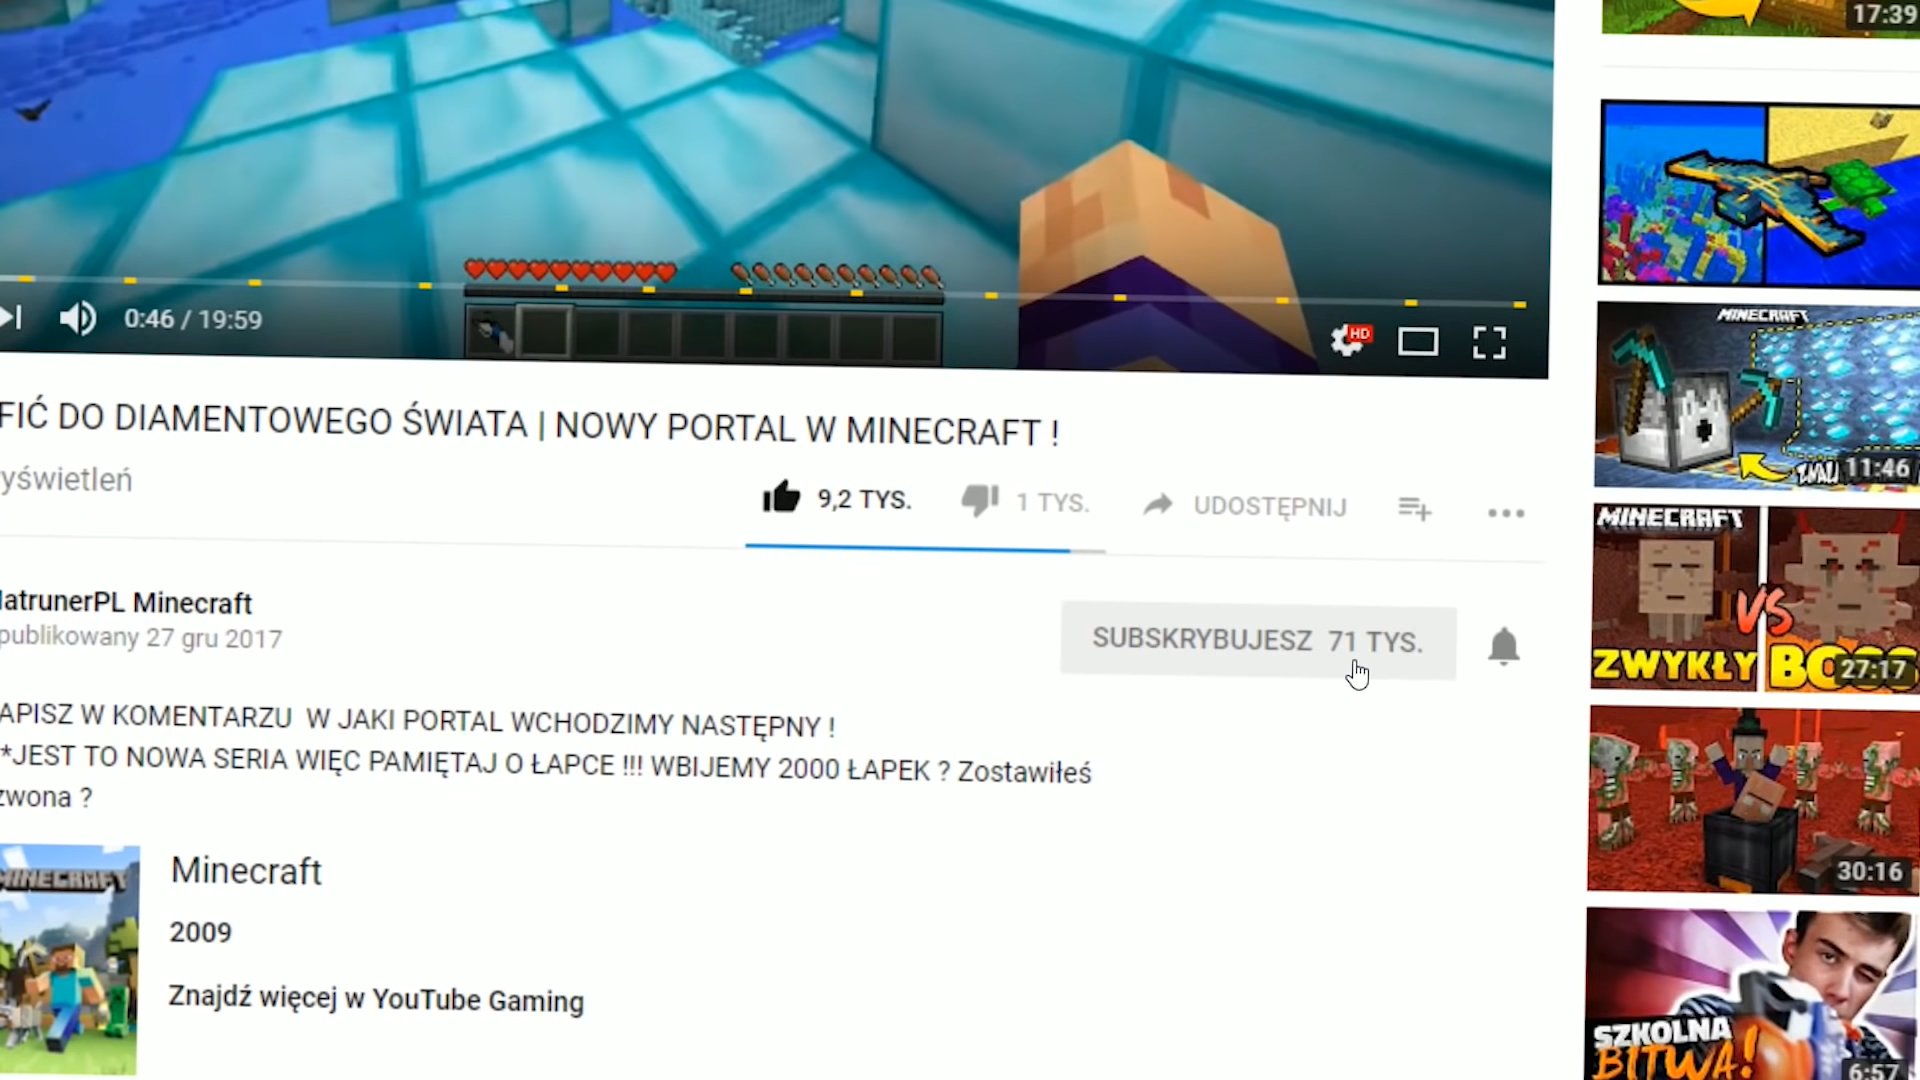 17:39
0:46 / 19:59
HD
FIĆ DO DIAMENTOWEGO ŚWIATA | NOWY PORTAL W MINECRAFT !
yświetleń
9,2 TYS.
1 TYS.
UDOSTĘPNIJ
atrunerPL Minecraft
publikowany 27 gru 2017
SUBSKRYBUJESZ 71 TYS.
APISZ W KOMENTARZU W JAKI PORTAL WCHODZIMY NASTĘPNY !
*JEST TO NOWA SERIA WIĘC PAMIĘTAJ O ŁAPCE !!! WBIJEMY 2000 ŁAPEK ? Zostawiłeś
zwona ?
MINECRAFT
Minecraft
2009
Znajdź więcej w YouTube Gaming
MINECRAFT
11:46
MINECRAFT
VS
ZWYKŁY
27:17
30:16
SZKOLNA
BITWA!
6:57